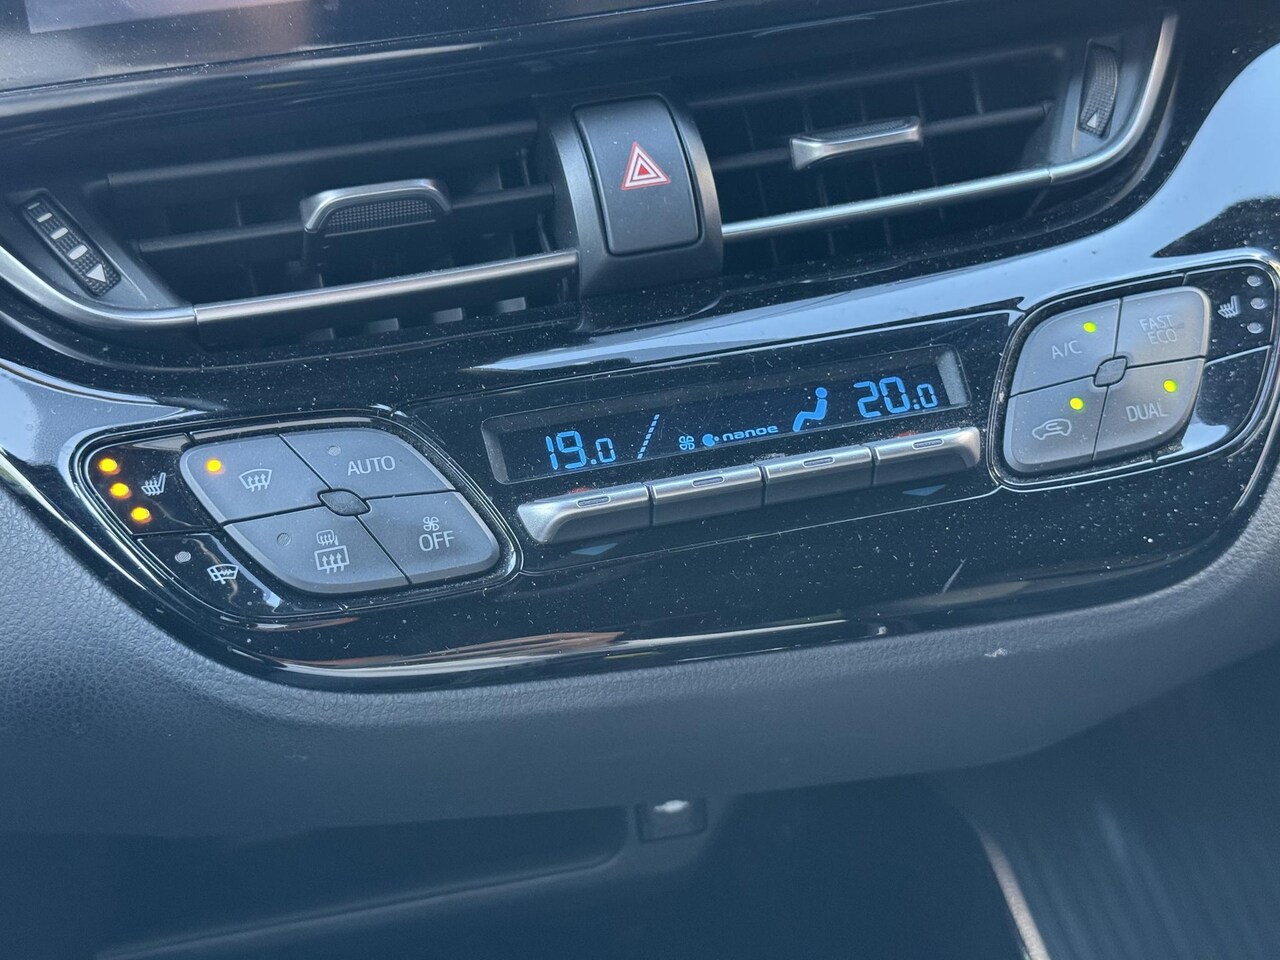 19.0
nanoe
20.0
A/C
FAST
ECO
DUAL
AUTO
OFF